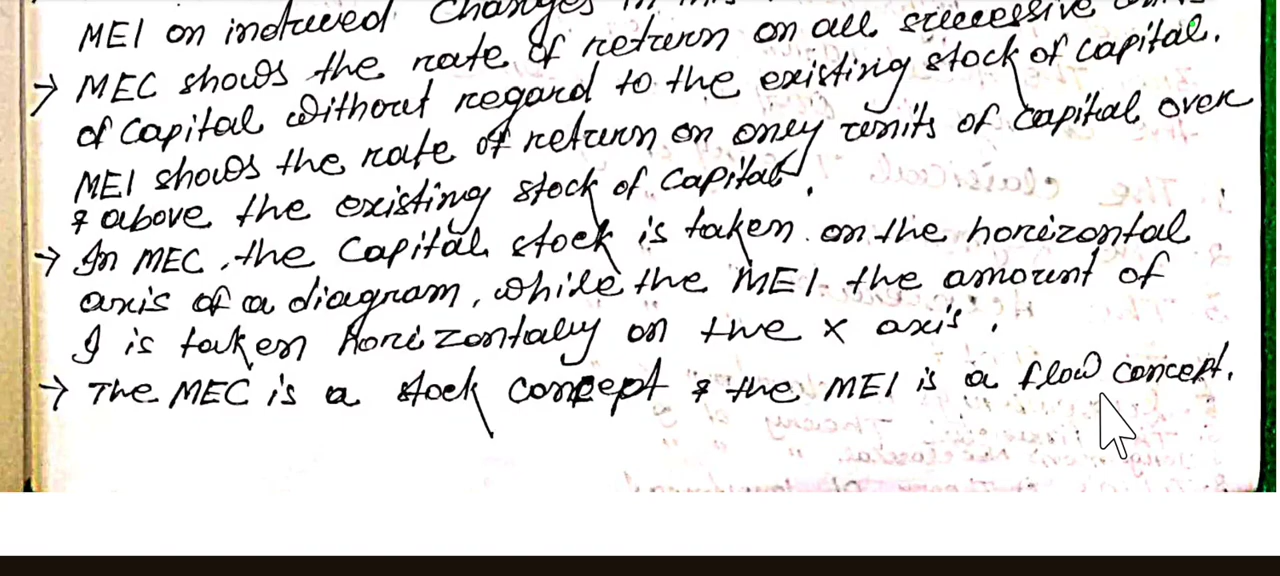 MEI on induced changes in
→ MEC shows the rate of return on all successive units
of capital without regard to the existing stock of capital.
MEI shows the rate of return on only units of capital over
& above the existing stock of capital.
→ In MEC, the capital stock is taken on the horizontal
axis of a diagram, while the MEI the amount of
I is taken horizontally on the X axis.
→ The MEC is a stock concept & the MEI is a flow concept.